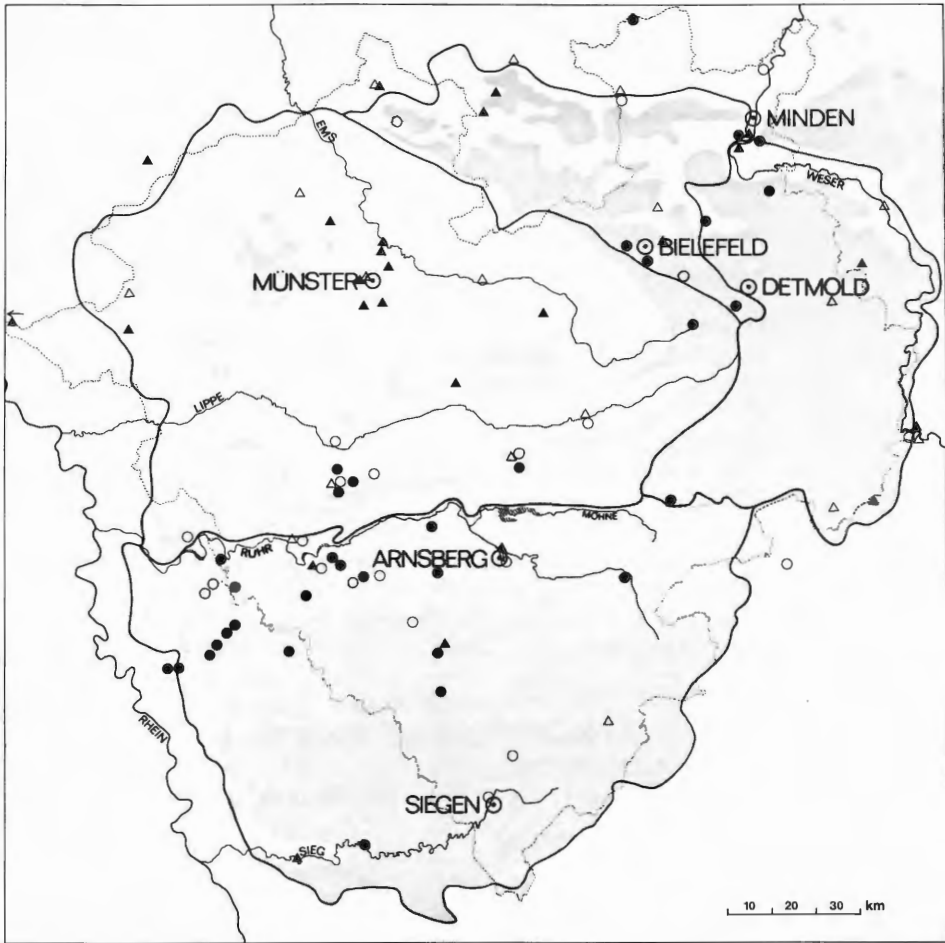 MINDEN
EMS
WESER
BIELEFELD
MÜNSTER
DETMOLD
LIPPE
MÖHNE
RUHR
ARNSBERG
RHEIN
SIEGEN
SIEG
10 20 30 km